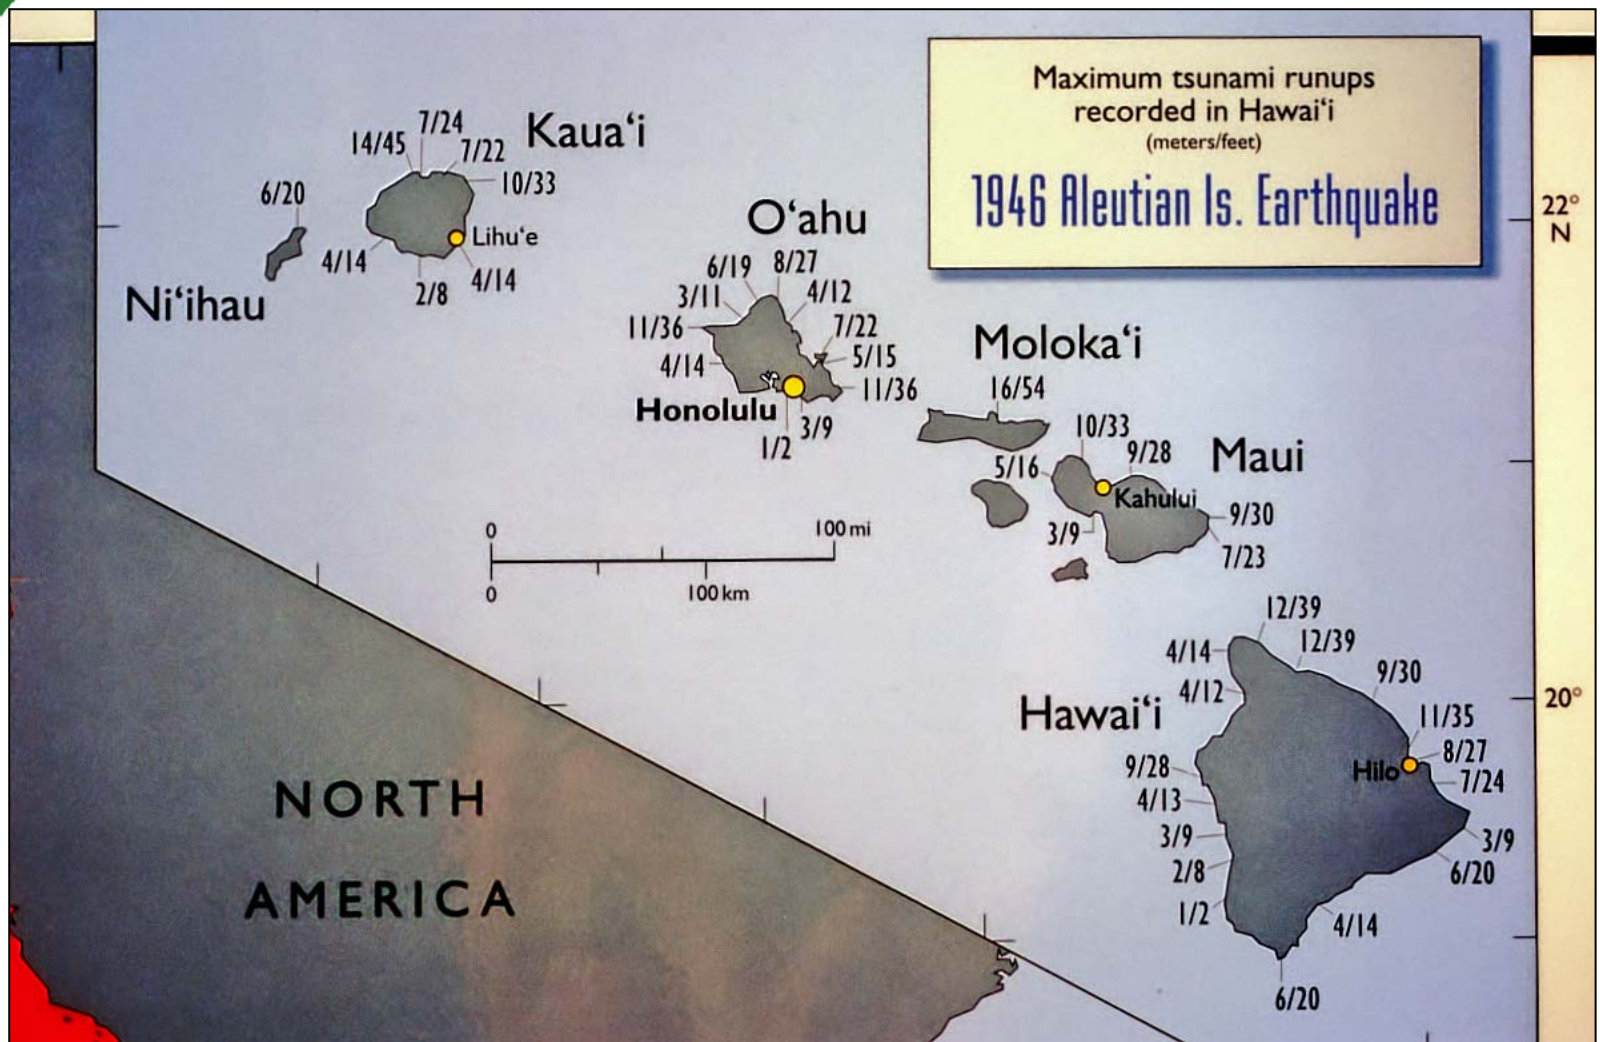 Maximum tsunami runups
recorded in Hawai‘i
(meters/feet)
1946 Aleutian Is. Earthquake
22°
N
20°
Kaua‘i
14/45
7/24
7/22
10/33
Lihu‘e
4/14
2/8
4/14
6/20
Ni‘ihau
O‘ahu
6/19
8/27
3/11
4/12
11/36
7/22
4/14
5/15
11/36
Honolulu
1/2
3/9
Moloka‘i
16/54
Maui
10/33
9/28
5/16
Kahului
3/9
9/30
7/23
0
100 mi
0
100 km
Hawai‘i
12/39
4/14
12/39
4/12
9/30
11/35
9/28
8/27
Hilo
7/24
4/13
3/9
3/9
2/8
6/20
1/2
4/14
6/20
NORTH
AMERICA